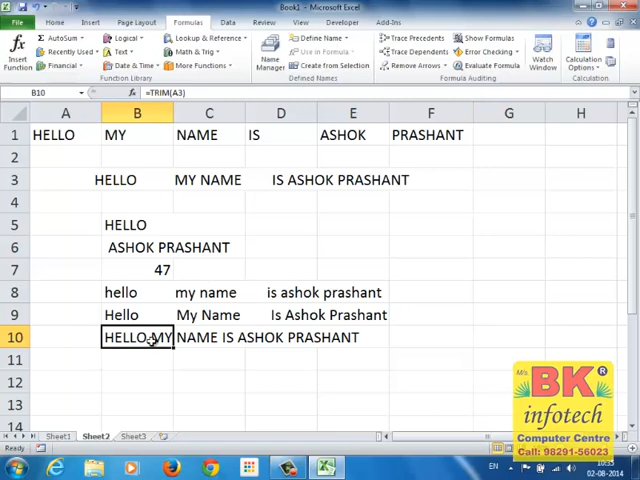 Book1 - Microsoft Excel
File Home Insert Page Layout Formulas Data Review View Developer Add-Ins
fx Insert Function
AutoSum
Recently Used
Financial
Logical
Text
Date & Time
Lookup & Reference
Math & Trig
More Functions
Function Library
Name Manager
Define Name
Use in Formula
Create from Selection
Defined Names
Trace Precedents
Trace Dependents
Remove Arrows
Show Formulas
Error Checking
Evaluate Formula
Formula Auditing
Watch Window
Calculation Options
Calculation
B10 fx =TRIM(A3)
A B C D E F G H
1 HELLO MY NAME IS ASHOK PRASHANT
2
3 HELLO MY NAME IS ASHOK PRASHANT
4
5 HELLO
6 ASHOK PRASHANT
7 47
8 hello my name is ashok prashant
9 Hello My Name Is Ashok Prashant
10 HELLO MY NAME IS ASHOK PRASHANT
11
12
13
14
M/s.
BK ®
infotech
Computer Centre
Call: 98291-56023
Sheet1 Sheet2 Sheet3
Ready
EN
10:35
02-08-2014